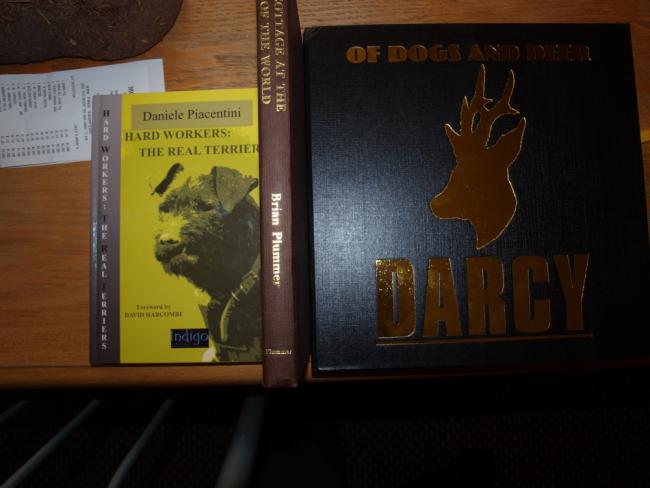 HARD WORKERS: THE REAL TERRIERS
Daniele Piacentini
HARD WORKERS:
THE REAL TERRIER
Foreword by
DAVID HARCOMBE
Indigo
COTTAGE AT THE
OF THE WORLD
Brian Plummer
Plummer
OF DOGS AND DEER
DARCY